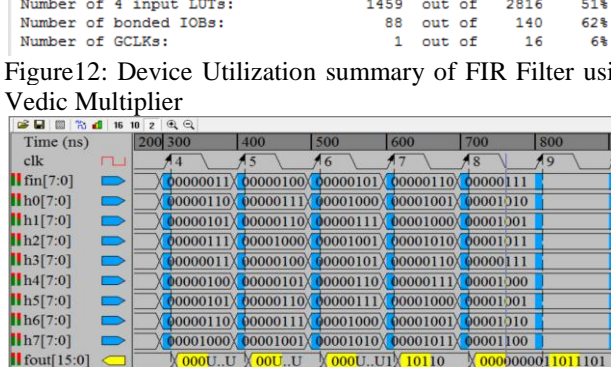 Number of 4 input LUTs: 1459 out of 2816 51%
Number of bonded IOBs: 88 out of 140 62%
Number of GCLKs: 1 out of 16 6%
Figure12: Device Utilization summary of FIR Filter usi
Vedic Multiplier
16 10 2
Time (ns) 200 300 400 500 600 700 800
clk 4 5 6 7 8 9
fin[7:0] 00000011 00000100 00000101 00000110 00000111
h0[7:0] 00000110 00000111 00001000 00001001 00001010
h1[7:0] 00000101 00000110 00000111 00001000 00001001
h2[7:0] 00000111 00001000 00001001 00001010 00001011
h3[7:0] 00000011 00000100 00000101 00000110 00000111
h4[7:0] 00000100 00000101 00000110 00000111 00001000
h5[7:0] 00000101 00000110 00000111 00001000 00001001
h6[7:0] 00000110 00000111 00001000 00001001 00001010
h7[7:0] 00001000 00001001 00001010 00001011 00001100
fout[15:0] 000U..U 00U..U 000U..U1 10110 0000000011011101